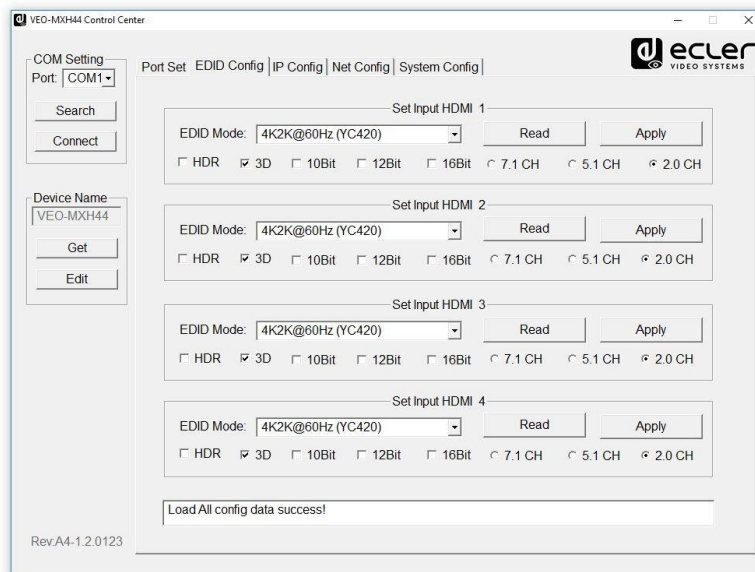 VEO-MXH44 Control Center
ecler
VIDEO SYSTEMS
COM Setting
Port: COM1
Search
Connect
Device Name
VEO-MXH44
Get
Edit
Rev:A4-1.2.0123
Port Set EDID Config IP Config Net Config System Config
Set Input HDMI 1
EDID Mode: 4K2K@60Hz (YC420) Read Apply
HDR 3D 10Bit 12Bit 16Bit 7.1 CH 5.1 CH 2.0 CH
Set Input HDMI 2
EDID Mode: 4K2K@60Hz (YC420) Read Apply
HDR 3D 10Bit 12Bit 16Bit 7.1 CH 5.1 CH 2.0 CH
Set Input HDMI 3
EDID Mode: 4K2K@60Hz (YC420) Read Apply
HDR 3D 10Bit 12Bit 16Bit 7.1 CH 5.1 CH 2.0 CH
Set Input HDMI 4
EDID Mode: 4K2K@60Hz (YC420) Read Apply
HDR 3D 10Bit 12Bit 16Bit 7.1 CH 5.1 CH 2.0 CH
Load All config data success!